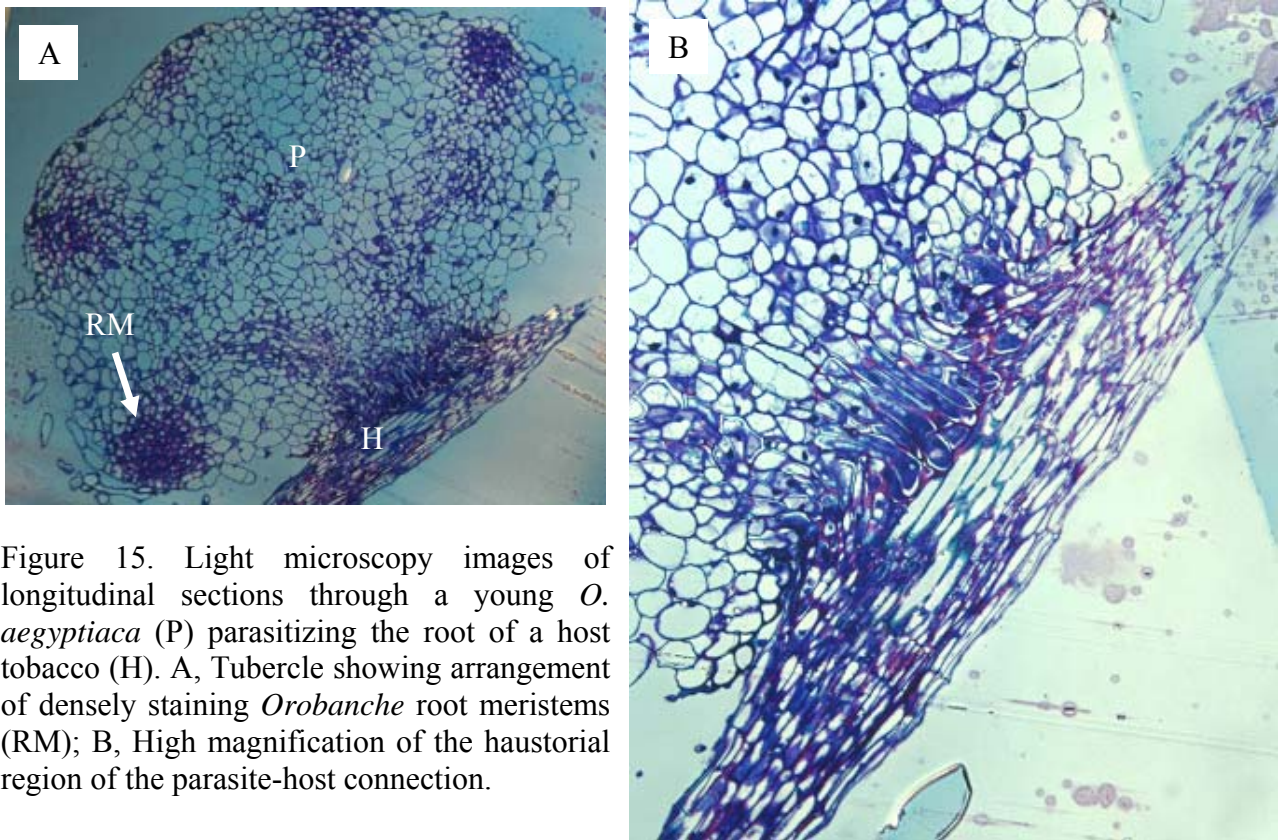 A
P
RM
H
B
Figure 15. Light microscopy images of
longitudinal sections through a young O.
aegyptiaca (P) parasitizing the root of a host
tobacco (H). A, Tubercle showing arrangement
of densely staining Orobanche root meristems
(RM); B, High magnification of the haustorial
region of the parasite-host connection.